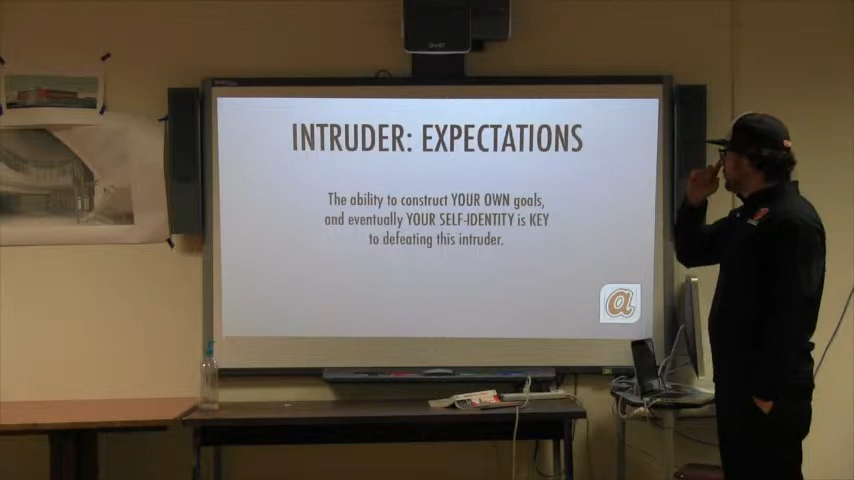 INTRUDER: EXPECTATIONS
The ability to construct YOUR OWN goals,
and eventually YOUR SELF-IDENTITY is KEY
to defeating this intruder.
a